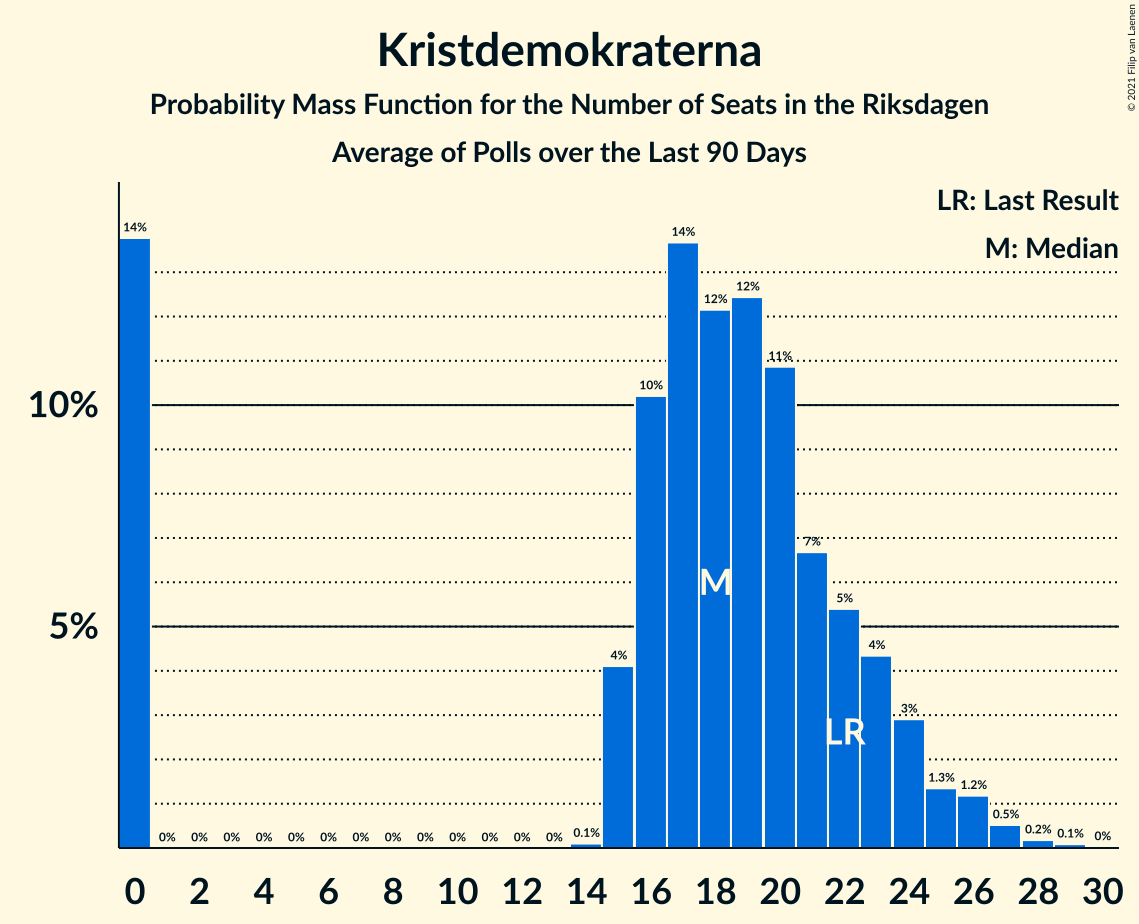 Kristdemokraterna
Probability Mass Function for the Number of Seats in the Riksdagen
Average of Polls over the Last 90 Days
© 2021 Filip van Laenen
LR: Last Result
M: Median
14% 0% 0% 0% 0% 0% 0% 0% 0% 0% 0% 0% 0% 0% 0.1% 4% 10% 14% 12% 12% 11% 7% 5% 4% 3% 1.3% 1.2% 0.5% 0.2% 0.1% 0%
10%
5%
M
LR
0 2 4 6 8 10 12 14 16 18 20 22 24 26 28 30